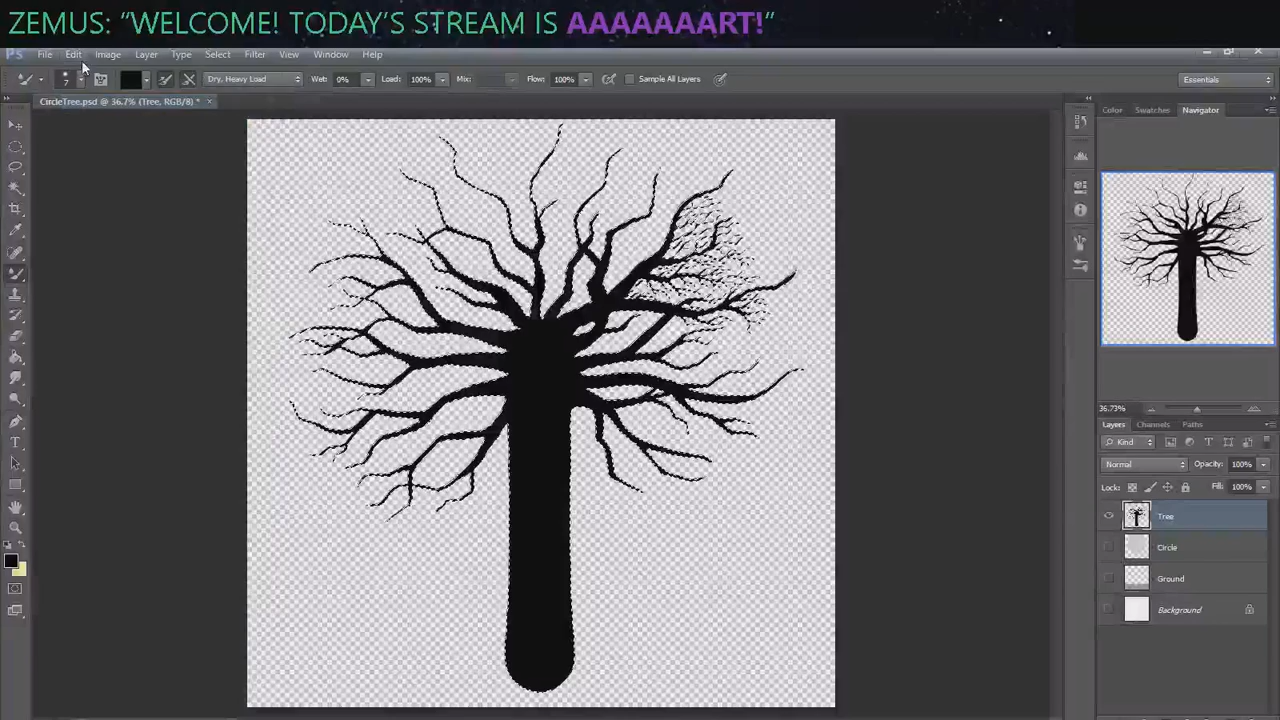 ZEMUS: “WELCOME! TODAY’S STREAM IS AAAAAAART!”
PS File Edit Image Layer Type Select Filter View Window Help
7 Dry, Heavy Load Wet: 0% Load: 100% Mix: Flow: 100% Sample All Layers Essentials
CircleTree.psd @ 36.7% (Tree, RGB/8) * ×
Color Swatches Navigator
36.73%
Layers Channels Paths
Kind
Normal Opacity: 100%
Lock: Fill: 100%
Tree
Circle
Ground
Background